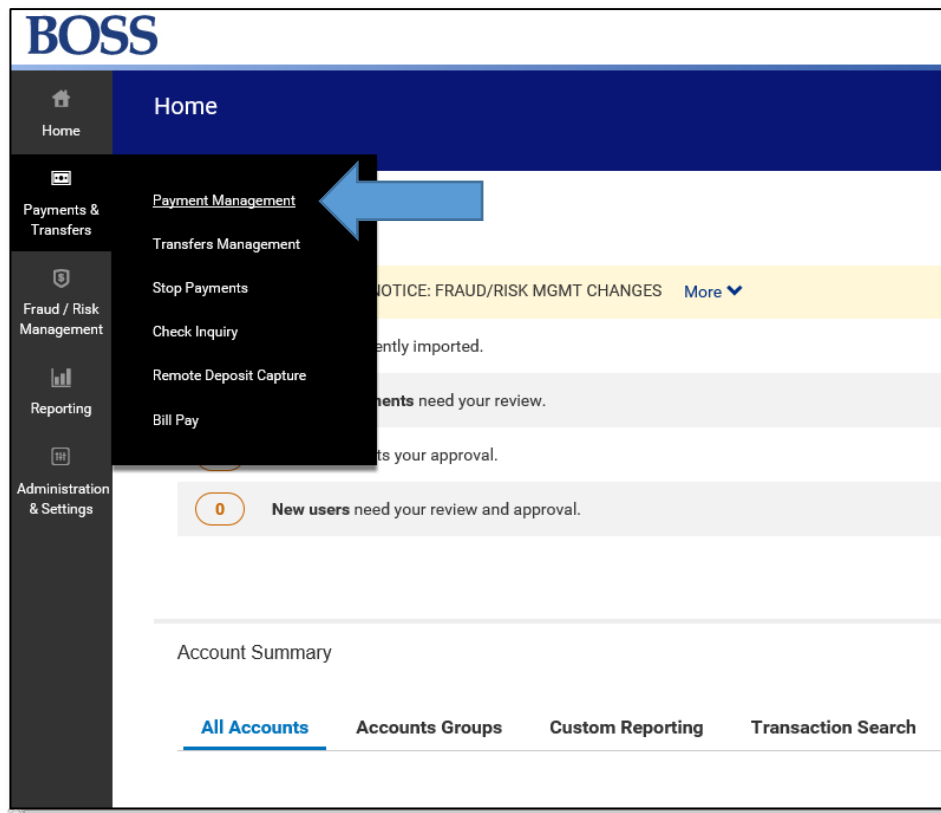 BOSS
Home
Home
Payments &
Transfers
Payment Management
Transfers Management
Stop Payments
Check Inquiry
Remote Deposit Capture
Bill Pay
Fraud / Risk
Management
Reporting
Administration
& Settings
NOTICE: FRAUD/RISK MGMT CHANGES More
ently imported.
need your review.
your approval.
0 New users need your review and approval.
Account Summary
All Accounts Accounts Groups Custom Reporting Transaction Search